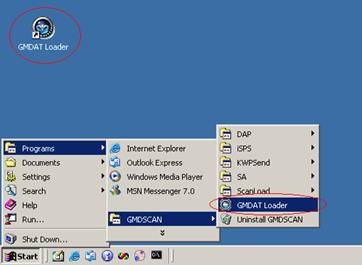 GMDAT Loader
Programs
Documents
Settings
Search
Help
Run...
Shut Down...
Internet Explorer
Outlook Express
Windows Media Player
MSN Messenger 7.0
GMDSCAN
DAP
ISPS
KWPSend
SA
ScanLoad
GMDAT Loader
Uninstall GMDSCAN
Start